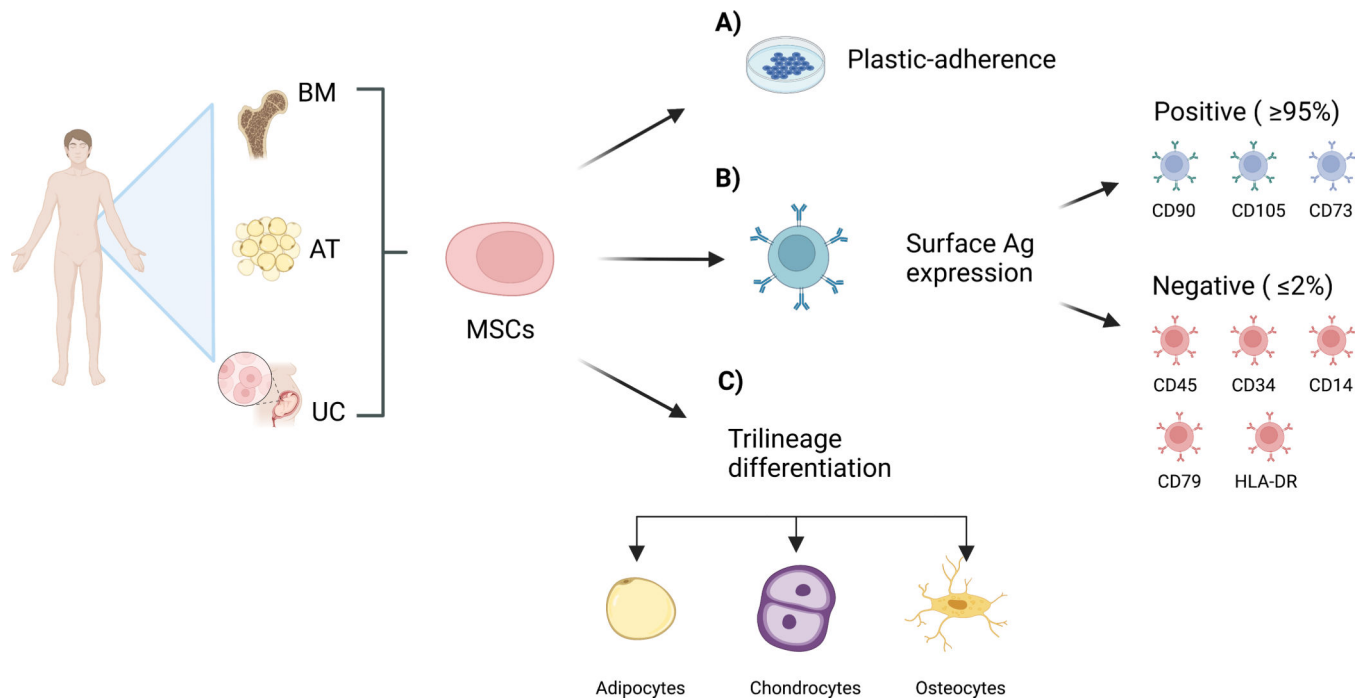 BM
AT
UC
MSCs
A)
Plastic-adherence
B)
Surface Ag
expression
Positive ( ≥95%)
CD90
CD105
CD73
Negative ( ≤2%)
CD45
CD34
CD14
CD79
HLA-DR
C)
Trilineage
differentiation
Adipocytes
Chondrocytes
Osteocytes